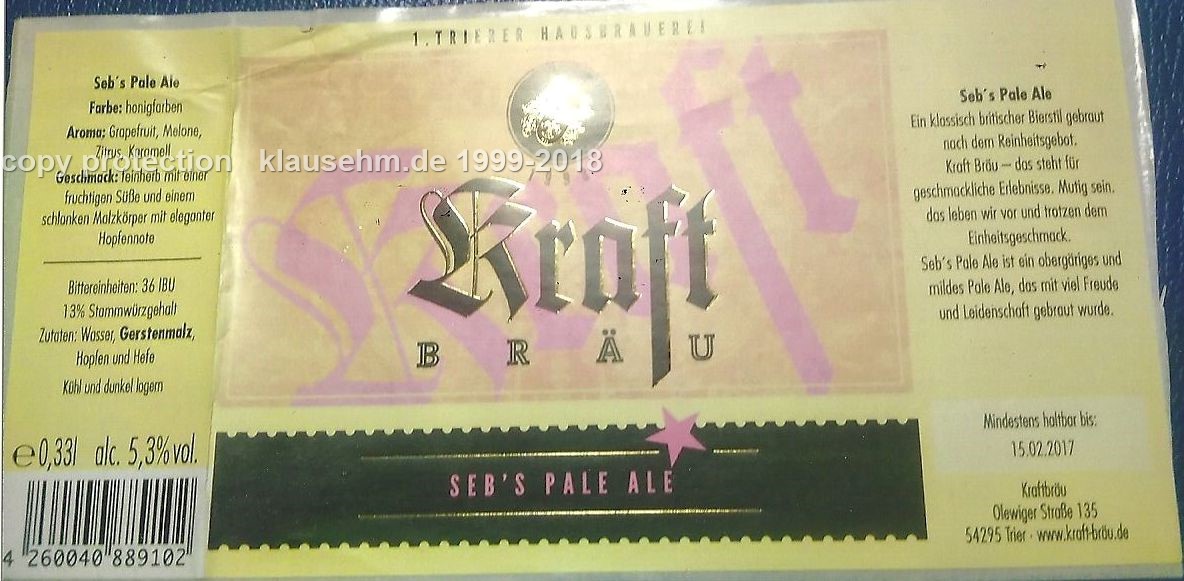 1. TRIERER HAUSBRAUEREI
Seb´s Pale Ale
Farbe: honigfarben
Aroma: Grapefruit, Melone,
Zitrus, Karamell
Geschmack: feinherb mit einer
fruchtigen Süße und einem
schlanken Malzkörper mit eleganter
Hopfennote
Bittereinheiten: 36 IBU
13% Stammwürzgehalt
Zutaten: Wasser, Gerstenmalz,
Hopfen und Hefe
Kühl und dunkel lagern
℮0,33l alc. 5,3%vol.
4 260040 889102
copy protection klausehm.de 1999-2018
Kraft
Kraft
BRÄU
SEB'S PALE ALE
Seb´s Pale Ale
Ein klassisch britischer Bierstil gebraut
nach dem Reinheitsgebot.
Kraft Bräu – das steht für
geschmackliche Erlebnisse. Mutig sein.
das leben wir vor und trotzen dem
Einheitsgeschmack.
Seb´s Pale Ale ist ein obergäriges und
mildes Pale Ale, das mit viel Freude
und Leidenschaft gebraut wurde.
Mindestens haltbar bis:
15.02.2017
Kraftbräu
Olewiger Straße 135
54295 Trier · www.kraft-bräu.de